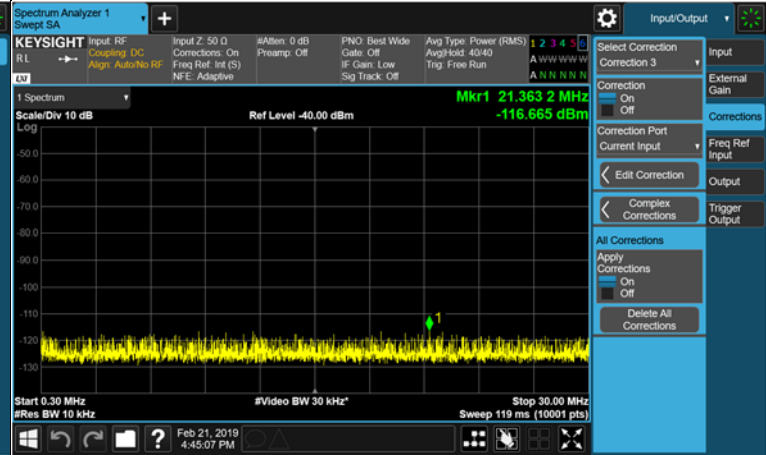 Spectrum Analyzer 1
Swept SA
+
Input/Output
KEYSIGHT
RL
LXI
Input: RF
Coupling: DC
Align: Auto/No RF
Input Z: 50 Ω
Corrections: On
Freq Ref: Int (S)
NFE: Adaptive
#Atten: 0 dB
Preamp: Off
PNO: Best Wide
Gate: Off
IF Gain: Low
Sig Track: Off
Avg Type: Power (RMS)
Avg|Hold: 40/40
Trig: Free Run
1 2 3 4 5 6
A W W W W W
A N N N N N
1 Spectrum
Mkr1 21.363 2 MHz
Scale/Div 10 dB
Ref Level -40.00 dBm
-116.665 dBm
Log
-50.0
-60.0
-70.0
-80.0
-90.0
-100
-110
-120
-130
1
Start 0.30 MHz
#Video BW 30 kHz*
Stop 30.00 MHz
#Res BW 10 kHz
Sweep 119 ms (10001 pts)
?
Feb 21, 2019
4:45:07 PM
Select Correction
Correction 3
Correction
On
Off
Correction Port
Current Input
Edit Correction
Complex
Corrections
All Corrections
Apply
Corrections
On
Off
Delete All
Corrections
Input
External
Gain
Corrections
Freq Ref
Input
Output
Trigger
Output